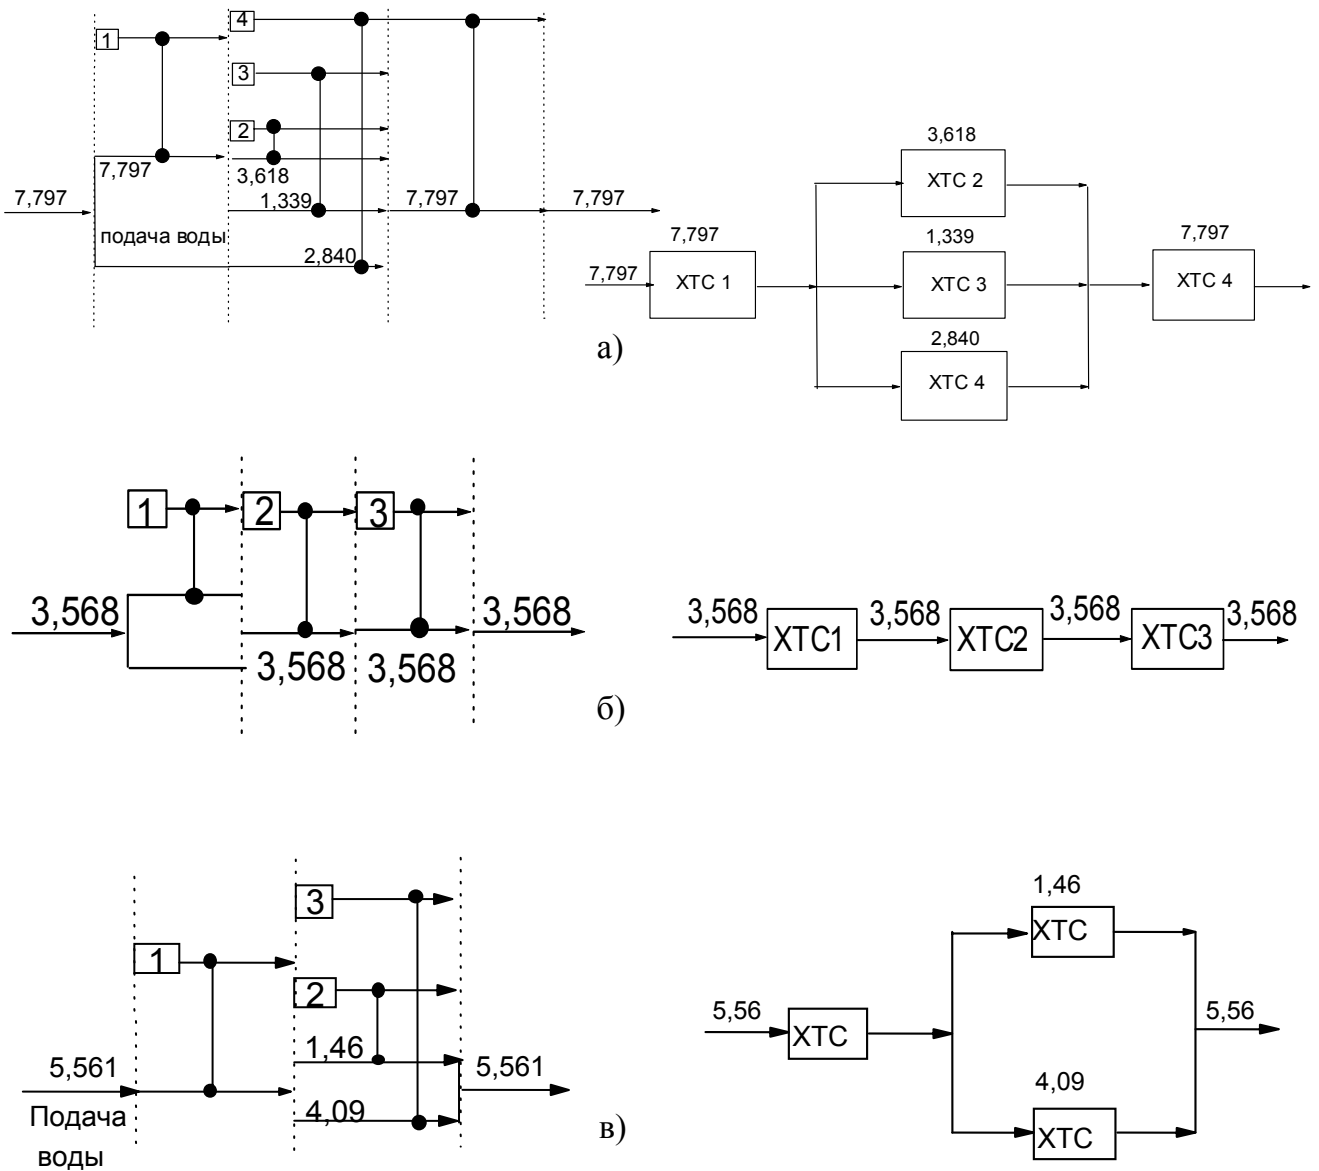 4
1
3
2
7,797
3,618
7,797
1,339
7,797
7,797
подача воды
2,840
3,618
ХТС 2
7,797
1,339
7,797
7,797
ХТС 1
ХТС 3
ХТС 4
2,840
ХТС 4
а)
1
2
3
3,568
3,568
3,568
3,568
3,568
3,568
3,568
3,568
ХТС1
ХТС2
ХТС3
б)
3
1
2
1,46
5,561
5,561
4,09
Подача
воды
1,46
ХТС
5,56
5,56
ХТС
4,09
ХТС
в)